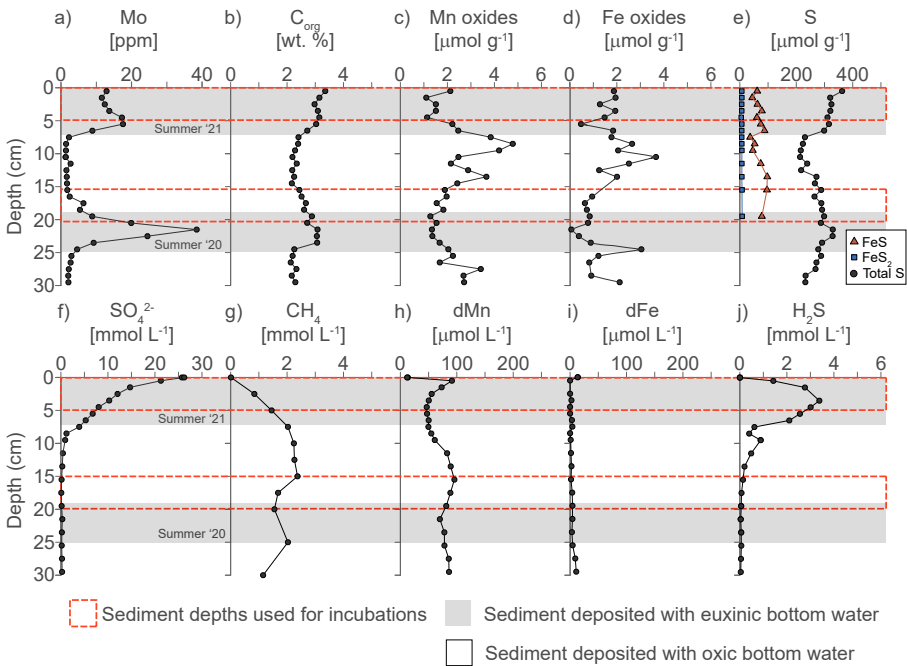 a) Mo b) C_org c) Mn oxides d) Fe oxides e) S
[ppm] [wt. %] [μmol g⁻¹] [μmol g⁻¹] [μmol g⁻¹]
0 10 20 30 40 0 2 4 6 0 2 4 6 0 2 4 6 0 200 400
0
5
Summer '21
10
15
20
Summer '20
25
30
Depth (cm)
FeS
FeS₂
Total S
f) SO₄²⁻ g) CH₄ h) dMn i) dFe j) H₂S
[mmol L⁻¹] [mmol L⁻¹] [μmol L⁻¹] [μmol L⁻¹] [mmol L⁻¹]
0 10 20 30 0 2 4 6 0 100 200 0 100 200 0 2 4 6
0
5
Summer '21
10
15
20
Summer '20
25
30
Depth (cm)
Sediment depths used for incubations Sediment deposited with euxinic bottom water
Sediment deposited with oxic bottom water